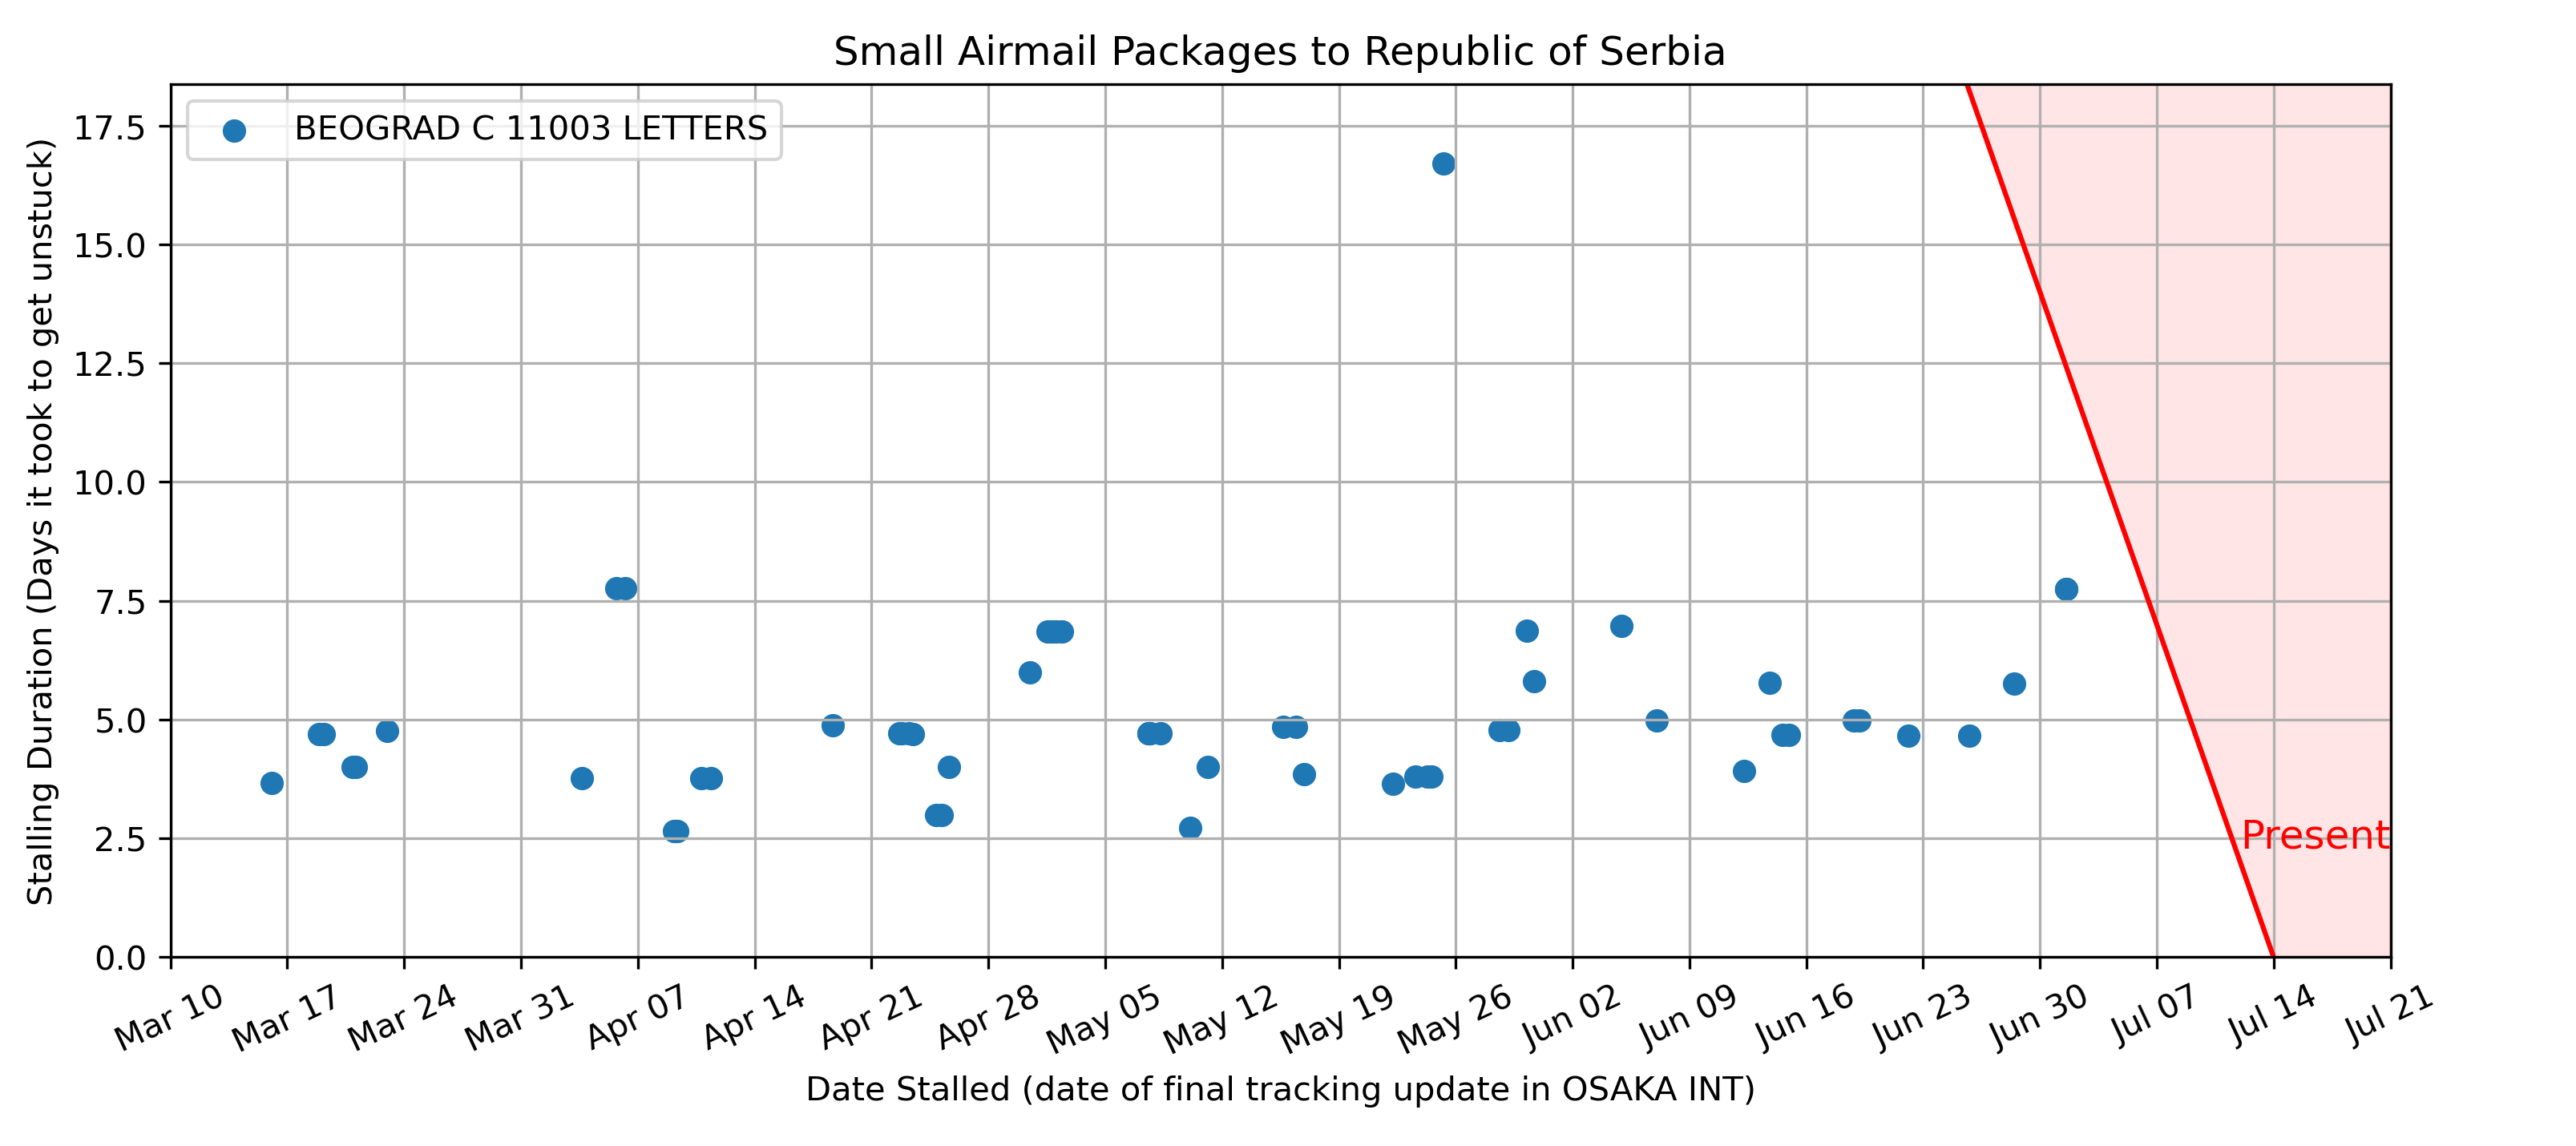 Small Airmail Packages to Republic of Serbia
BEOGRAD C 11003 LETTERS
Stalling Duration (Days it took to get unstuck)
17.5
15.0
12.5
10.0
7.5
5.0
2.5
0.0
Present
Mar 10 Mar 17 Mar 24 Mar 31 Apr 07 Apr 14 Apr 21 Apr 28 May 05 May 12 May 19 May 26 Jun 02 Jun 09 Jun 16 Jun 23 Jun 30 Jul 07 Jul 14 Jul 21
Date Stalled (date of final tracking update in OSAKA INT)